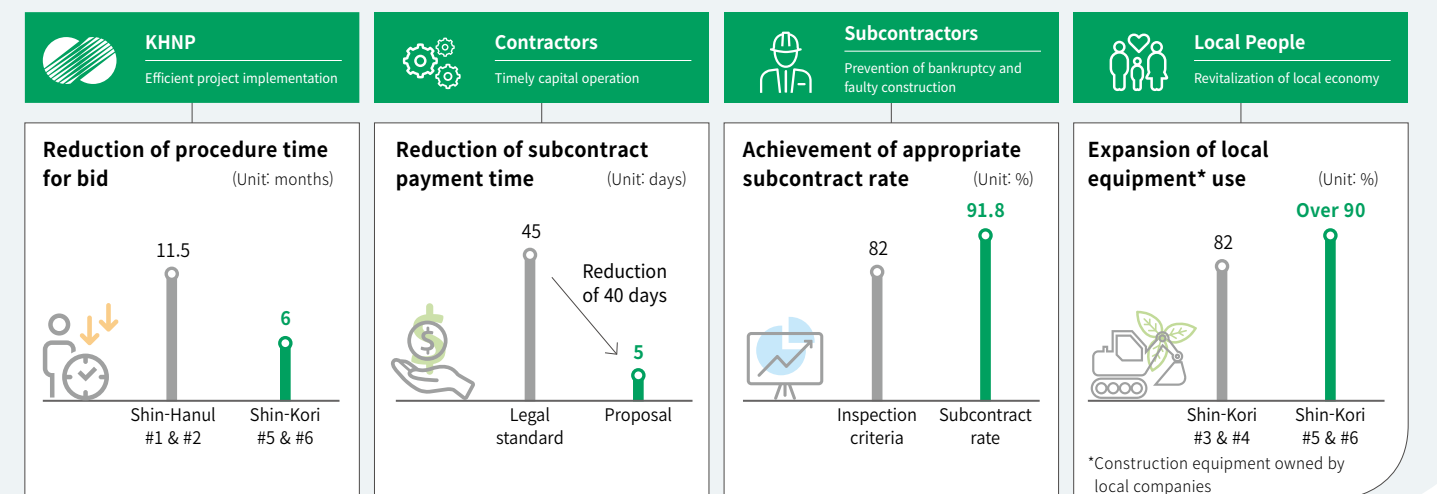 KHNP
Efficient project implementation
Contractors
Timely capital operation
Subcontractors
Prevention of bankruptcy and
faulty construction
Local People
Revitalization of local economy
Reduction of procedure time
for bid (Unit: months)
11.5
6
Shin-Hanul
#1 & #2
Shin-Kori
#5 & #6
Reduction of subcontract
payment time (Unit: days)
45
Reduction
of 40 days
5
$
Legal
standard
Proposal
Achievement of appropriate
subcontract rate (Unit: %)
91.8
82
Inspection
criteria
Subcontract
rate
Expansion of local
equipment* use (Unit: %)
Over 90
82
Shin-Kori
#3 & #4
Shin-Kori
#5 & #6
*Construction equipment owned by
local companies